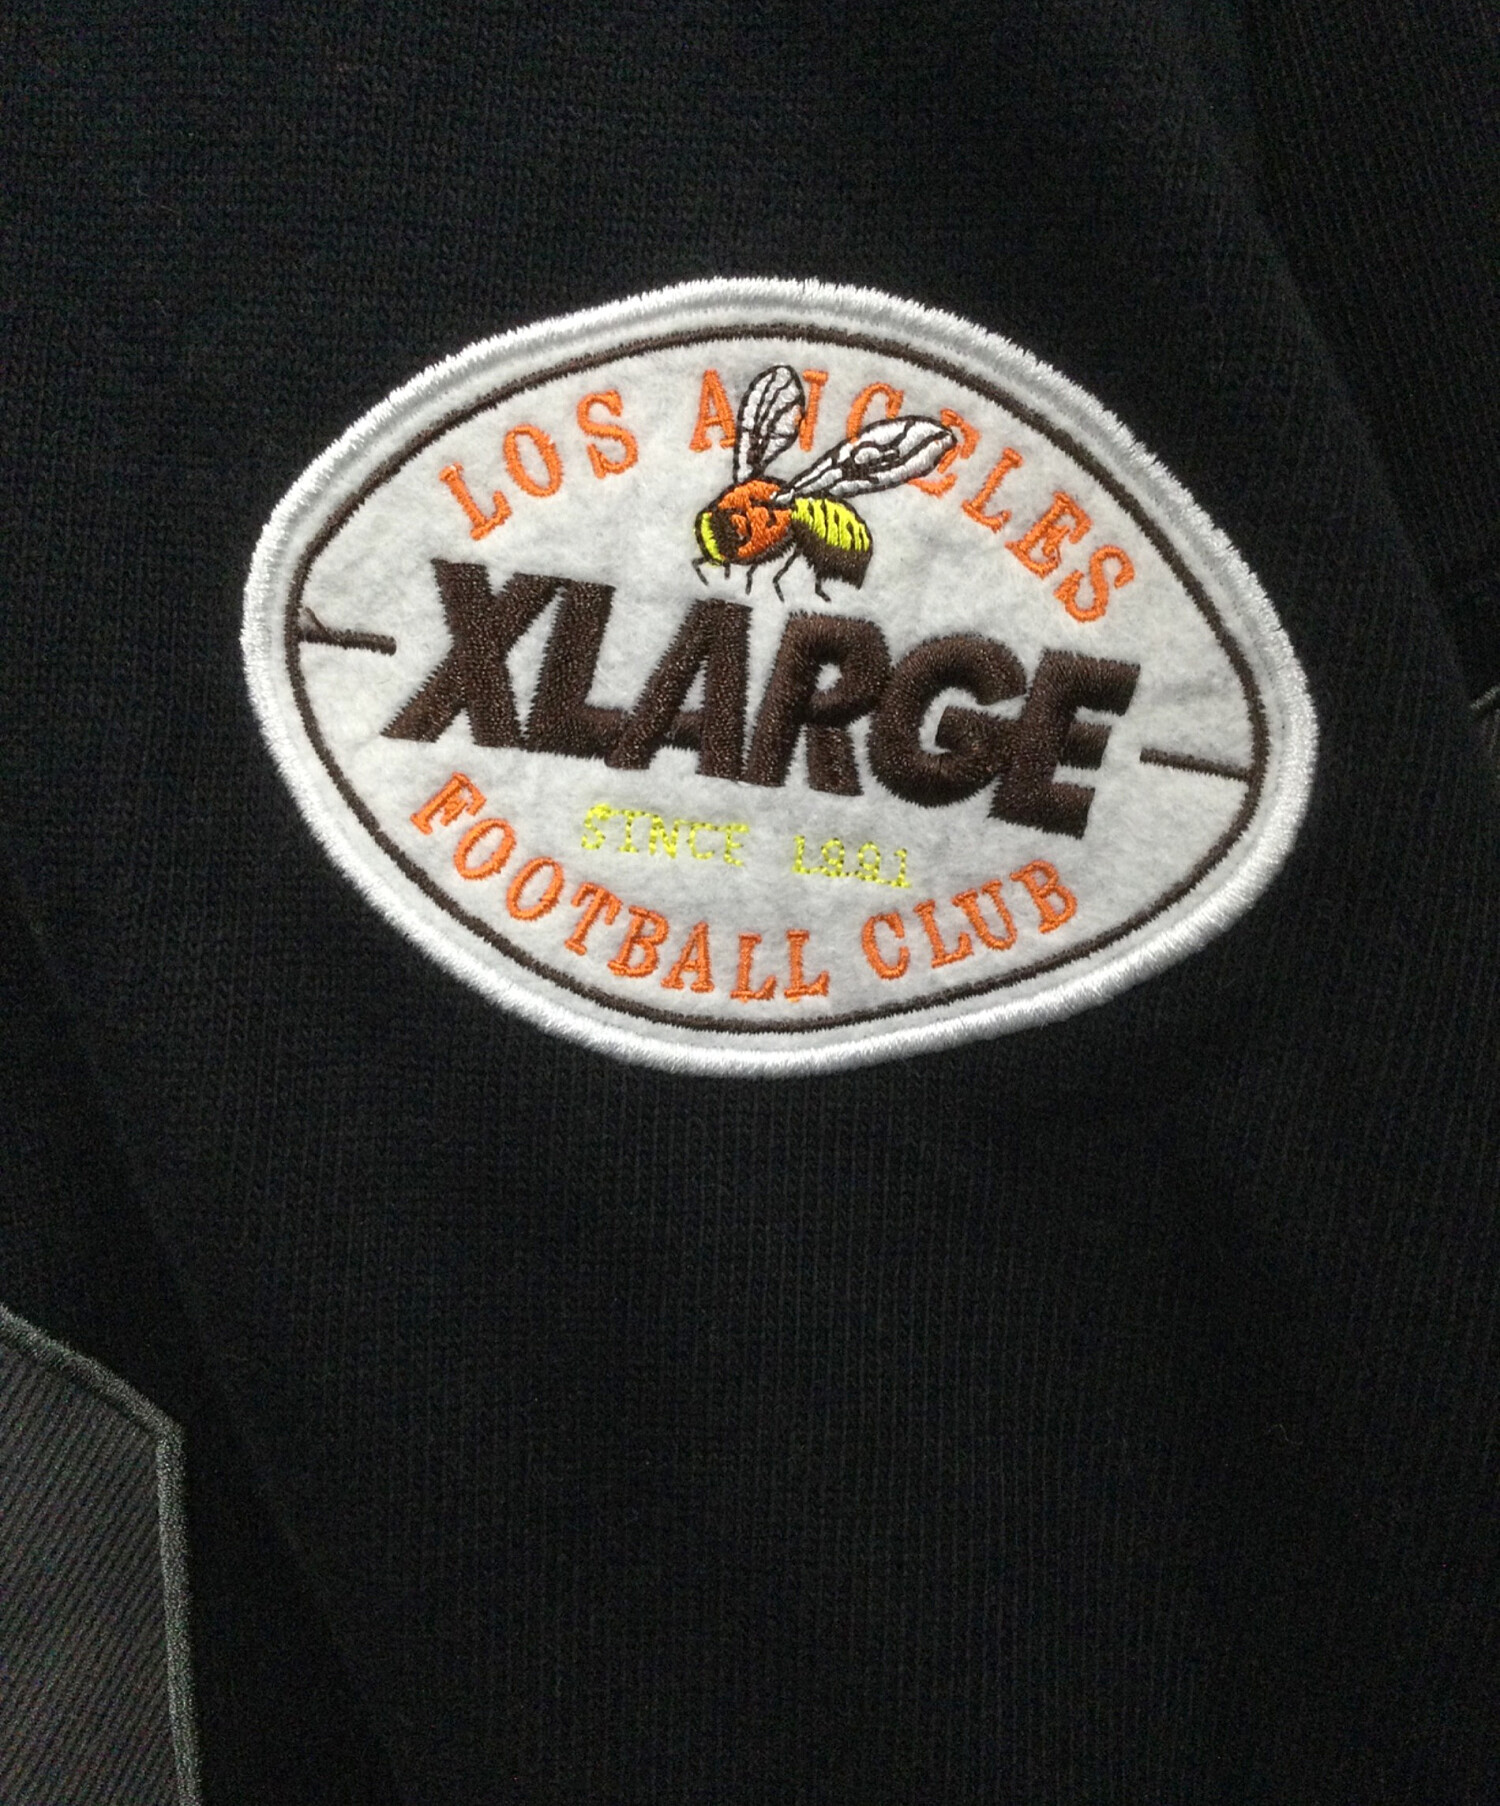 LOS ANGELES
XLARGE
SINCE 1991
FOOTBALL CLUB